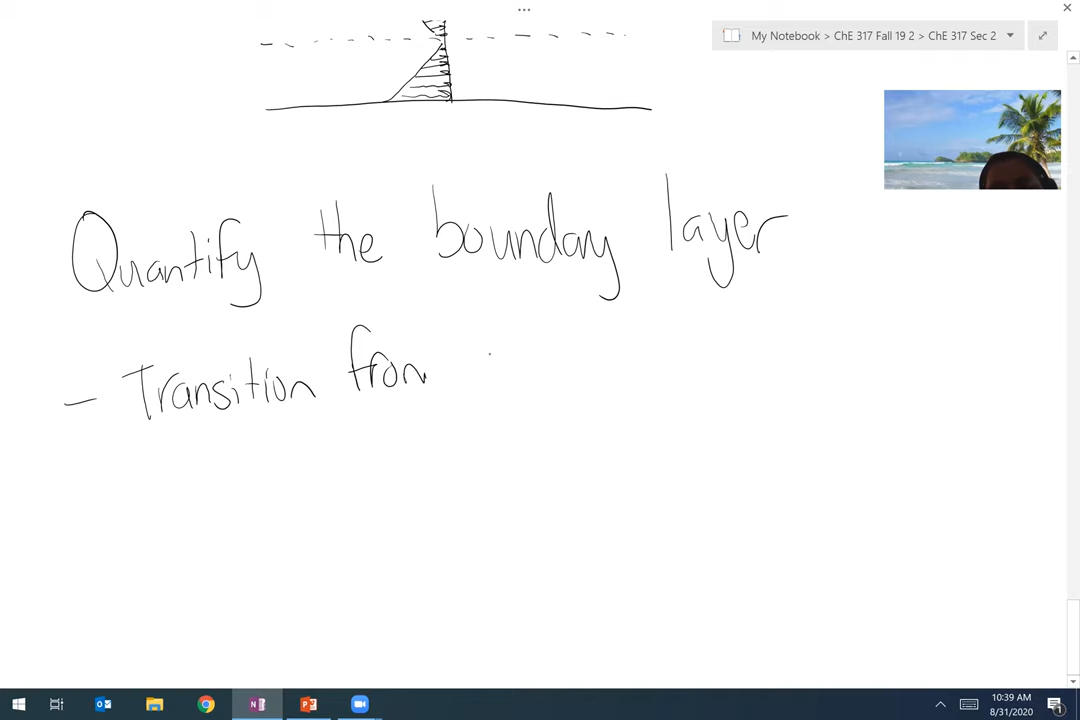 My Notebook > ChE 317 Fall 19 2 > ChE 317 Sec 2
Quantify the bounday layer
- Transition from
10:39 AM
8/31/2020